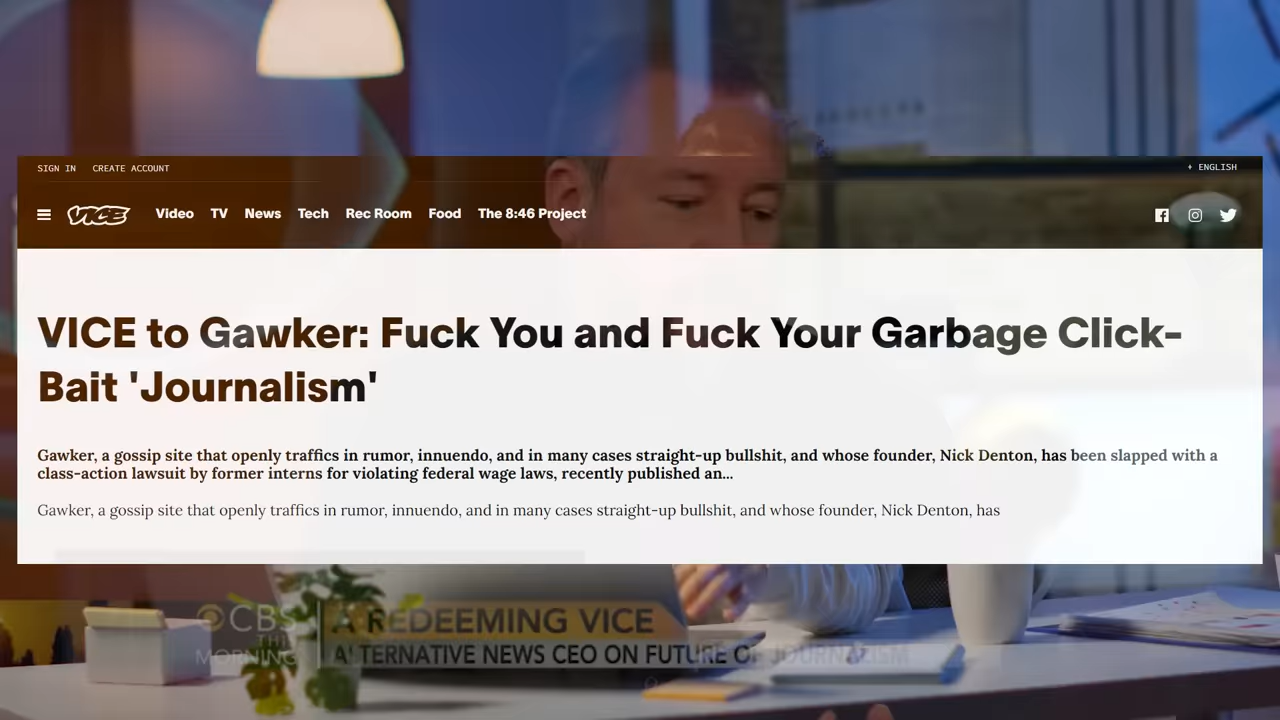 SIGN IN CREATE ACCOUNT
+ ENGLISH
VICE Video TV News Tech Rec Room Food The 8:46 Project
VICE to Gawker: Fuck You and Fuck Your Garbage Click-
Bait 'Journalism'
Gawker, a gossip site that openly traffics in rumor, innuendo, and in many cases straight-up bullshit, and whose founder, Nick Denton, has been slapped with a
class-action lawsuit by former interns for violating federal wage laws, recently published an...
Gawker, a gossip site that openly traffics in rumor, innuendo, and in many cases straight-up bullshit, and whose founder, Nick Denton, has
CBS
THIS
MORNING
A REDEEMING VICE
ALTERNATIVE NEWS CEO ON FUTURE OF JOURNALISM